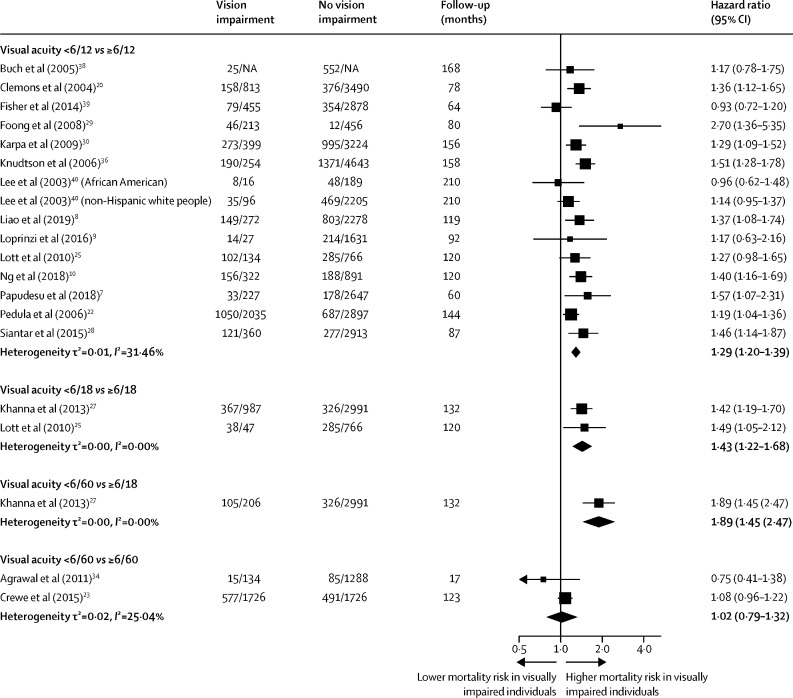 Vision impairment No vision impairment Follow-up (months) Hazard ratio (95% CI)
Visual acuity <6/12 vs ≥6/12
Buch et al (2005)³⁸ 25/NA 552/NA 168 1·17 (0·78–1·75)
Clemons et al (2004)²⁰ 158/813 376/3490 78 1·36 (1·12–1·65)
Fisher et al (2014)³⁹ 79/455 354/2878 64 0·93 (0·72–1·20)
Foong et al (2008)²⁹ 46/213 12/456 80 2·70 (1·36–5·35)
Karpa et al (2009)³⁰ 273/399 995/3224 156 1·29 (1·09–1·52)
Knudtson et al (2006)³⁶ 190/254 1371/4643 158 1·51 (1·28–1·78)
Lee et al (2003)⁴⁰ (African American) 8/16 48/189 210 0·96 (0·62–1·48)
Lee et al (2003)⁴⁰ (non-Hispanic white people) 35/96 469/2205 210 1·14 (0·95–1·37)
Liao et al (2019)⁸ 149/272 803/2278 119 1·37 (1·08–1·74)
Loprinzi et al (2016)⁹ 14/27 214/1631 92 1·17 (0·63–2·16)
Lott et al (2010)²⁵ 102/134 285/766 120 1·27 (0·98–1·65)
Ng et al (2018)¹⁰ 156/322 188/891 120 1·40 (1·16–1·69)
Papudesu et al (2018)⁷ 33/227 178/2647 60 1·57 (1·07–2·31)
Pedula et al (2006)²² 1050/2035 687/2897 144 1·19 (1·04–1·36)
Siantar et al (2015)²⁸ 121/360 277/2913 87 1·46 (1·14–1·87)
Heterogeneity τ²=0·01, I²=31·46% 1·29 (1·20–1·39)
Visual acuity <6/18 vs ≥6/18
Khanna et al (2013)²⁷ 367/987 326/2991 132 1·42 (1·19–1·70)
Lott et al (2010)²⁵ 38/47 285/766 120 1·49 (1·05–2·12)
Heterogeneity τ²=0·00, I²=0·00% 1·43 (1·22–1·68)
Visual acuity <6/60 vs ≥6/18
Khanna et al (2013)²⁷ 105/206 326/2991 132 1·89 (1·45 (2·47)
Heterogeneity τ²=0·00, I²=0·00% 1·89 (1·45 (2·47)
Visual acuity <6/60 vs ≥6/60
Agrawal et al (2011)³⁴ 15/134 85/1288 17 0·75 (0·41–1·38)
Crewe et al (2015)²³ 577/1726 491/1726 123 1·08 (0·96–1·22)
Heterogeneity τ²=0·02, I²=25·04% 1·02 (0·79–1·32)
0·5 1·0 2·0 4·0
Lower mortality risk in visually impaired individuals
Higher mortality risk in visually impaired individuals